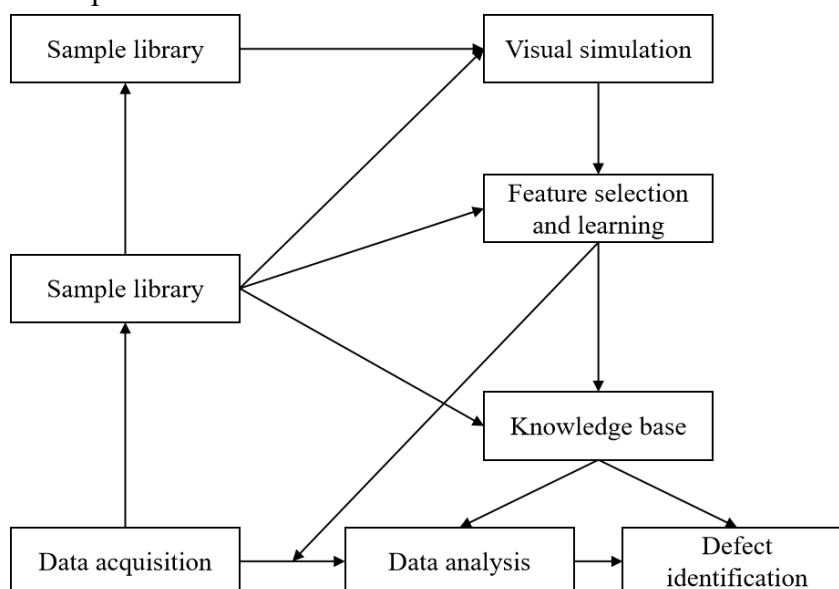 Sample library
Visual simulation
Feature selection
and learning
Sample library
Knowledge base
Data acquisition
Data analysis
Defect
identification